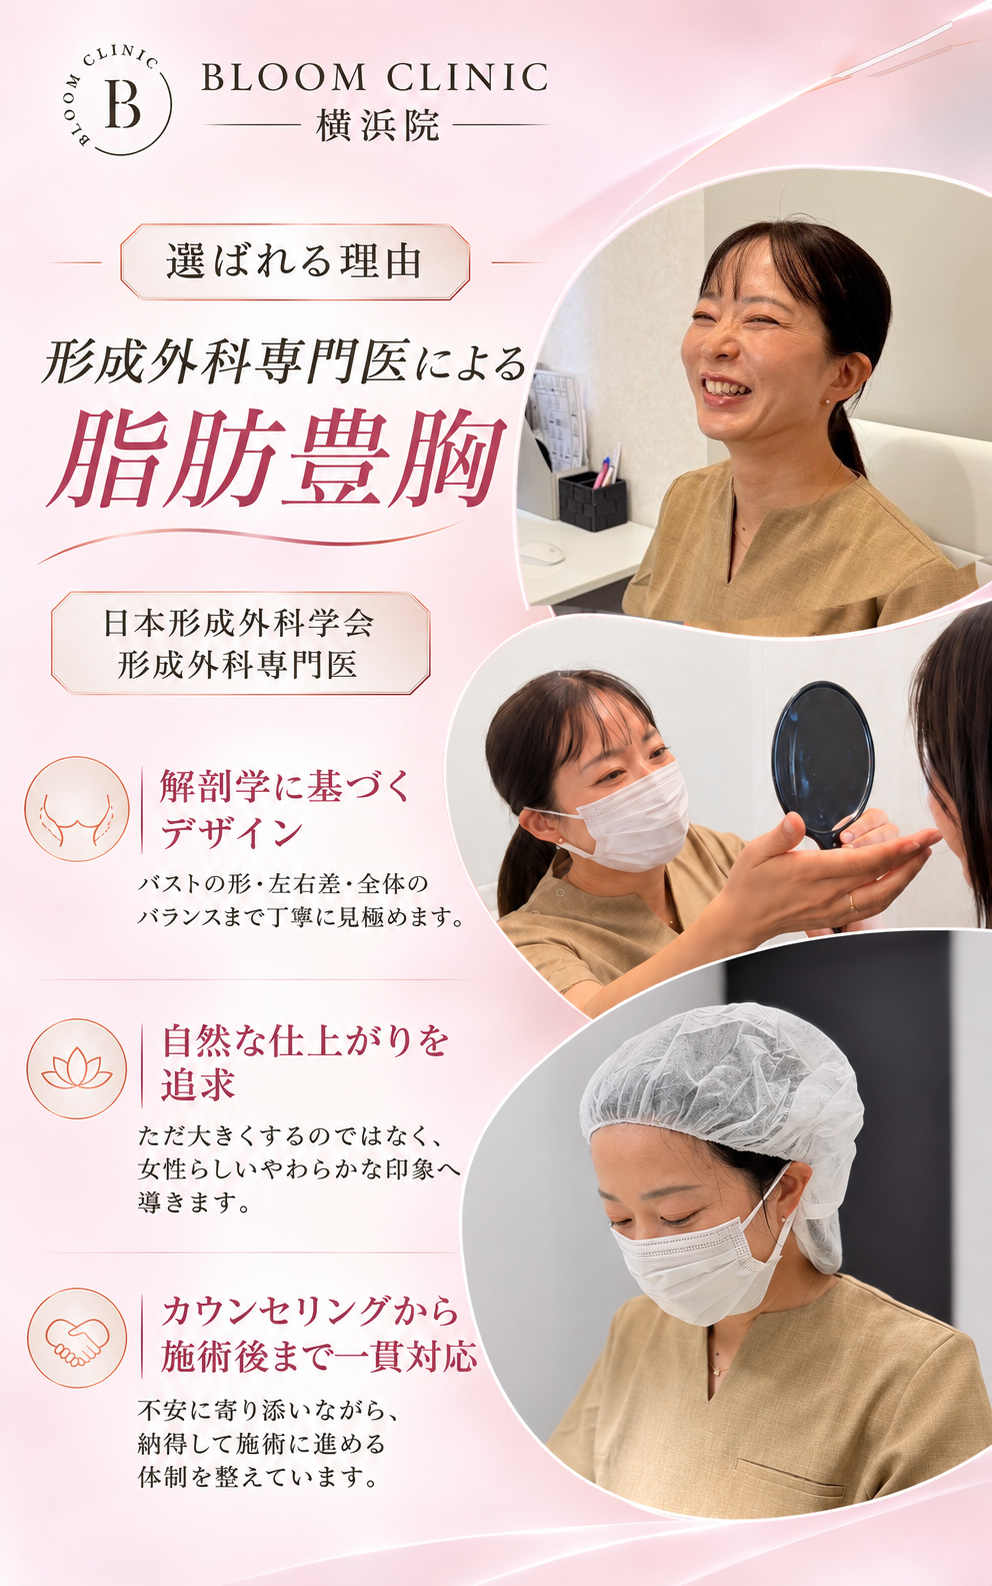 BLOOM CLINIC
B
BLOOM CLINIC
横浜院
選ばれる理由
形成外科専門医による
脂肪豊胸
日本形成外科学会
形成外科専門医
解剖学に基づく
デザイン
バストの形・左右差・全体の
バランスまで丁寧に見極めます。
自然な仕上がりを
追求
ただ大きくするのではなく、
女性らしいやわらかな印象へ
導きます。
カウンセリングから
施術後まで一貫対応
不安に寄り添いながら、
納得して施術に進める
体制を整えています。